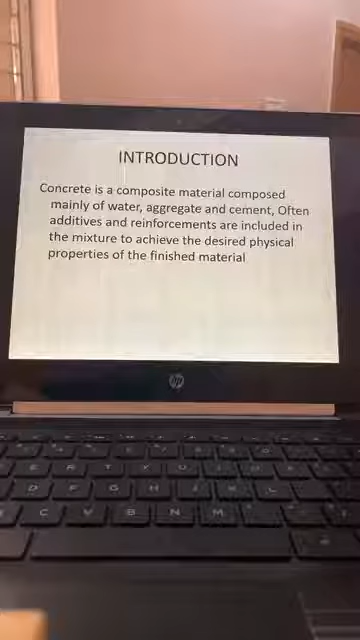 INTRODUCTION
Concrete is a composite material composed
mainly of water, aggregate and cement, Often
additives and reinforcements are included in
the mixture to achieve the desired physical
properties of the finished material
hp
E R T Y U
D F G H J K L
C V B N M